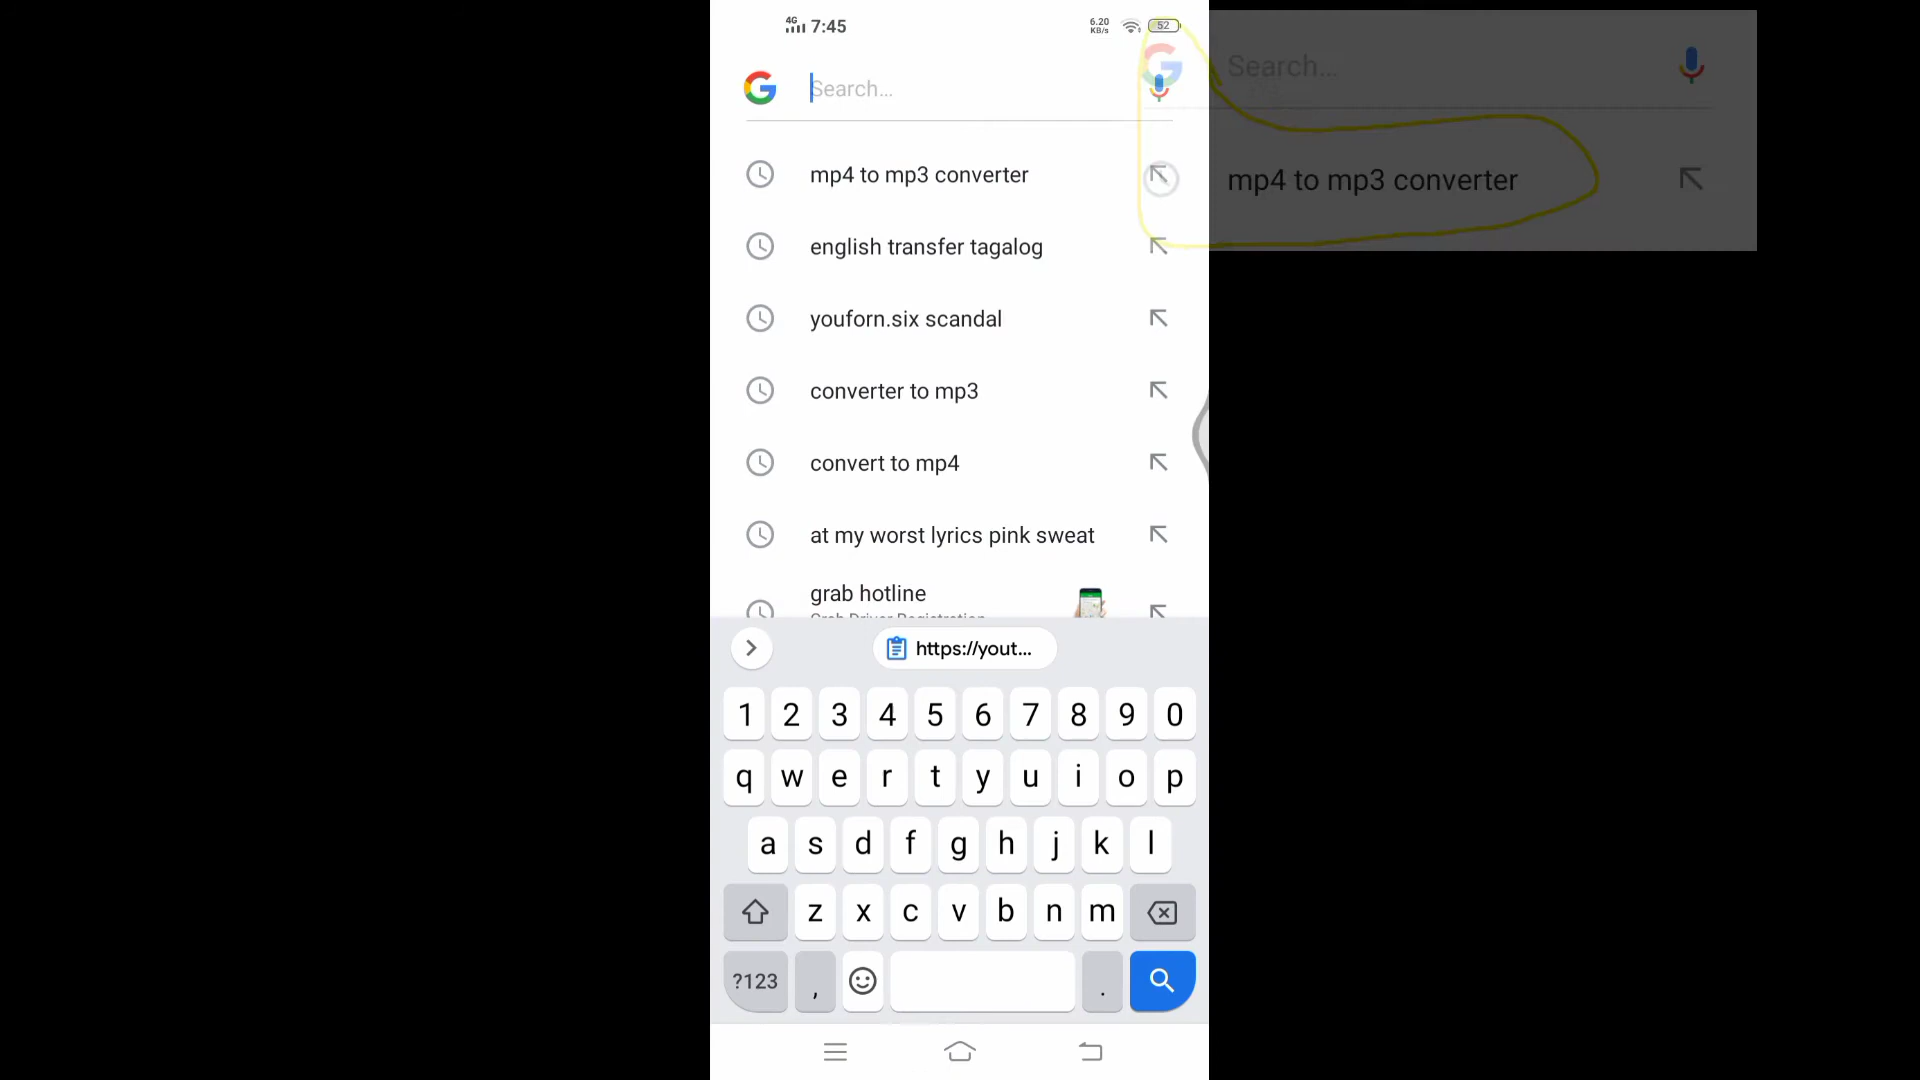 4G 7:45 6.20 KB/s 52
Search...
mp4 to mp3 converter
english transfer tagalog
youforn.six scandal
converter to mp3
convert to mp4
at my worst lyrics pink sweat
grab hotline
Grab Driver Registration
https://yout...
1 2 3 4 5 6 7 8 9 0
q w e r t y u i o p
a s d f g h j k l
z x c v b n m
?123 , .
Search...
mp4 to mp3 converter